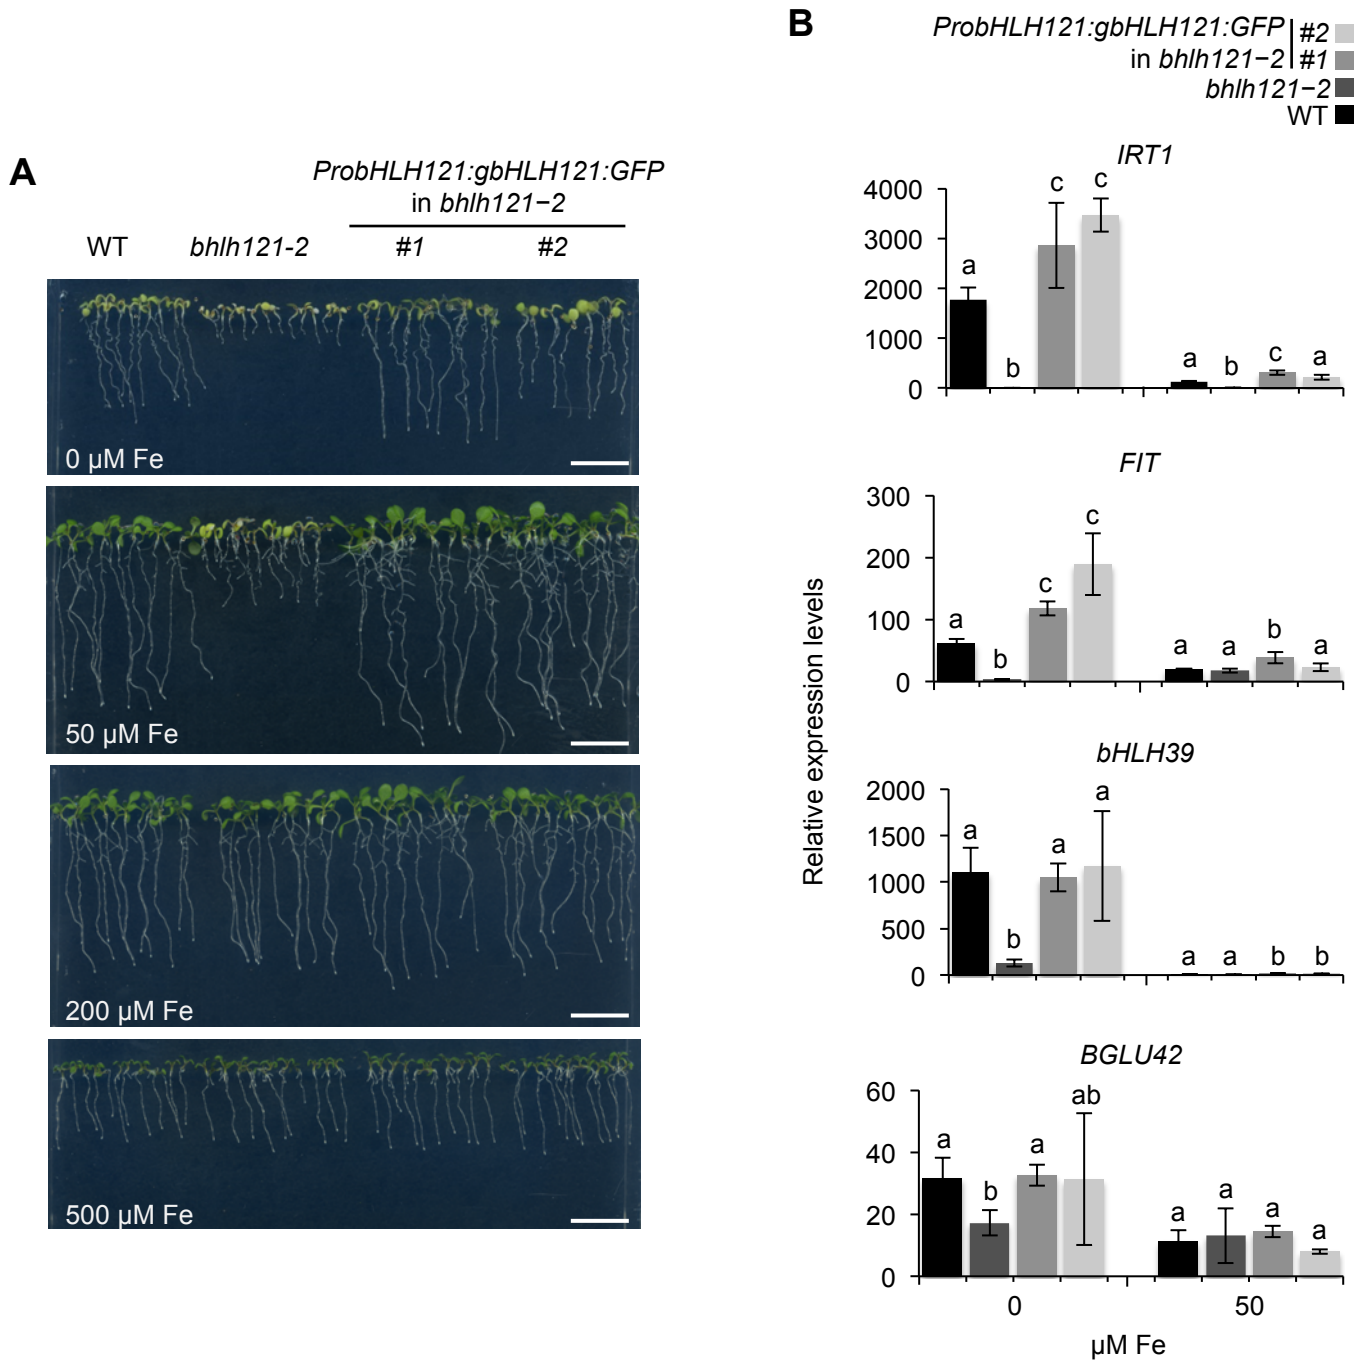 A
ProbHLH121:gbHLH121:GFP
in bhlh121−2
WT bhlh121-2 #1 #2
0 µM Fe
50 µM Fe
200 µM Fe
500 µM Fe
B
ProbHLH121:gbHLH121:GFP #2
in bhlh121−2 #1
bhlh121−2
WT
Relative expression levels
IRT1
4000
3000
2000
1000
0
a b c c a b c a
FIT
300
200
100
0
a b c c a a b a
bHLH39
2000
1500
1000
500
0
a b a a a a b b
BGLU42
60
40
20
0
a b a ab a a a a
0 50
µM Fe